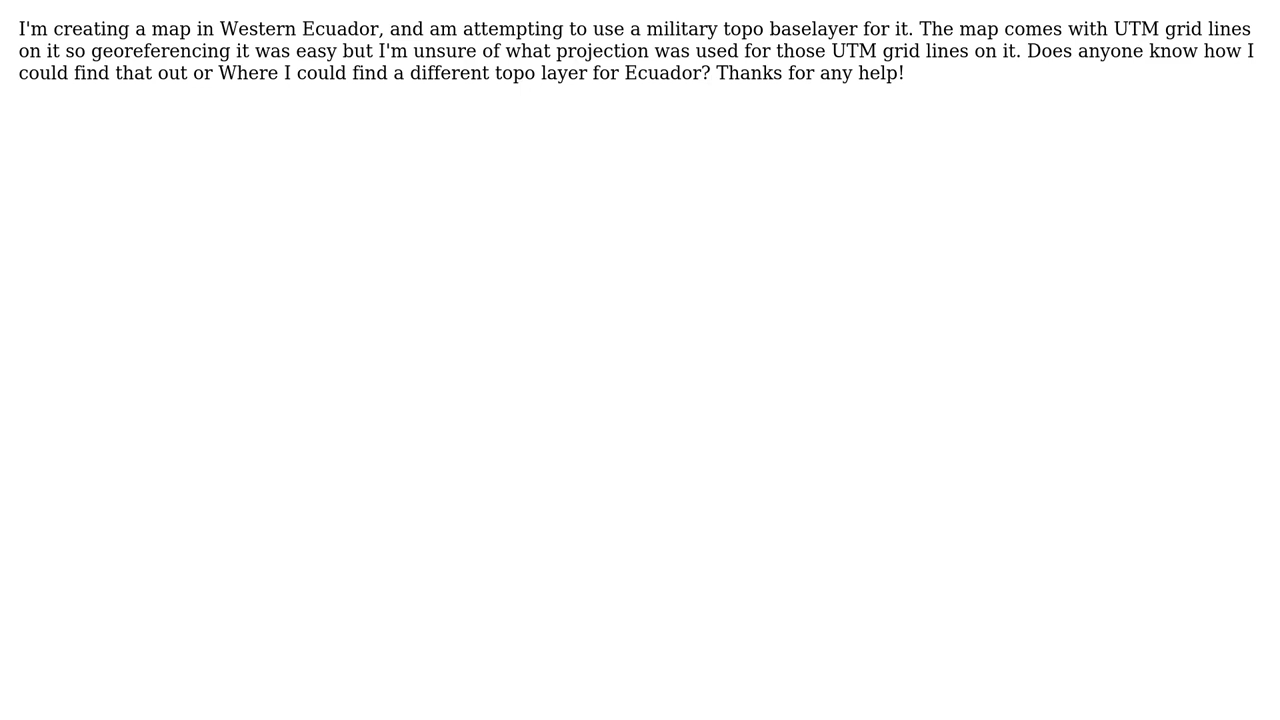 I'm creating a map in Western Ecuador, and am attempting to use a military topo baselayer for it. The map comes with UTM grid lines
on it so georeferencing it was easy but I'm unsure of what projection was used for those UTM grid lines on it. Does anyone know how I
could find that out or Where I could find a different topo layer for Ecuador? Thanks for any help!